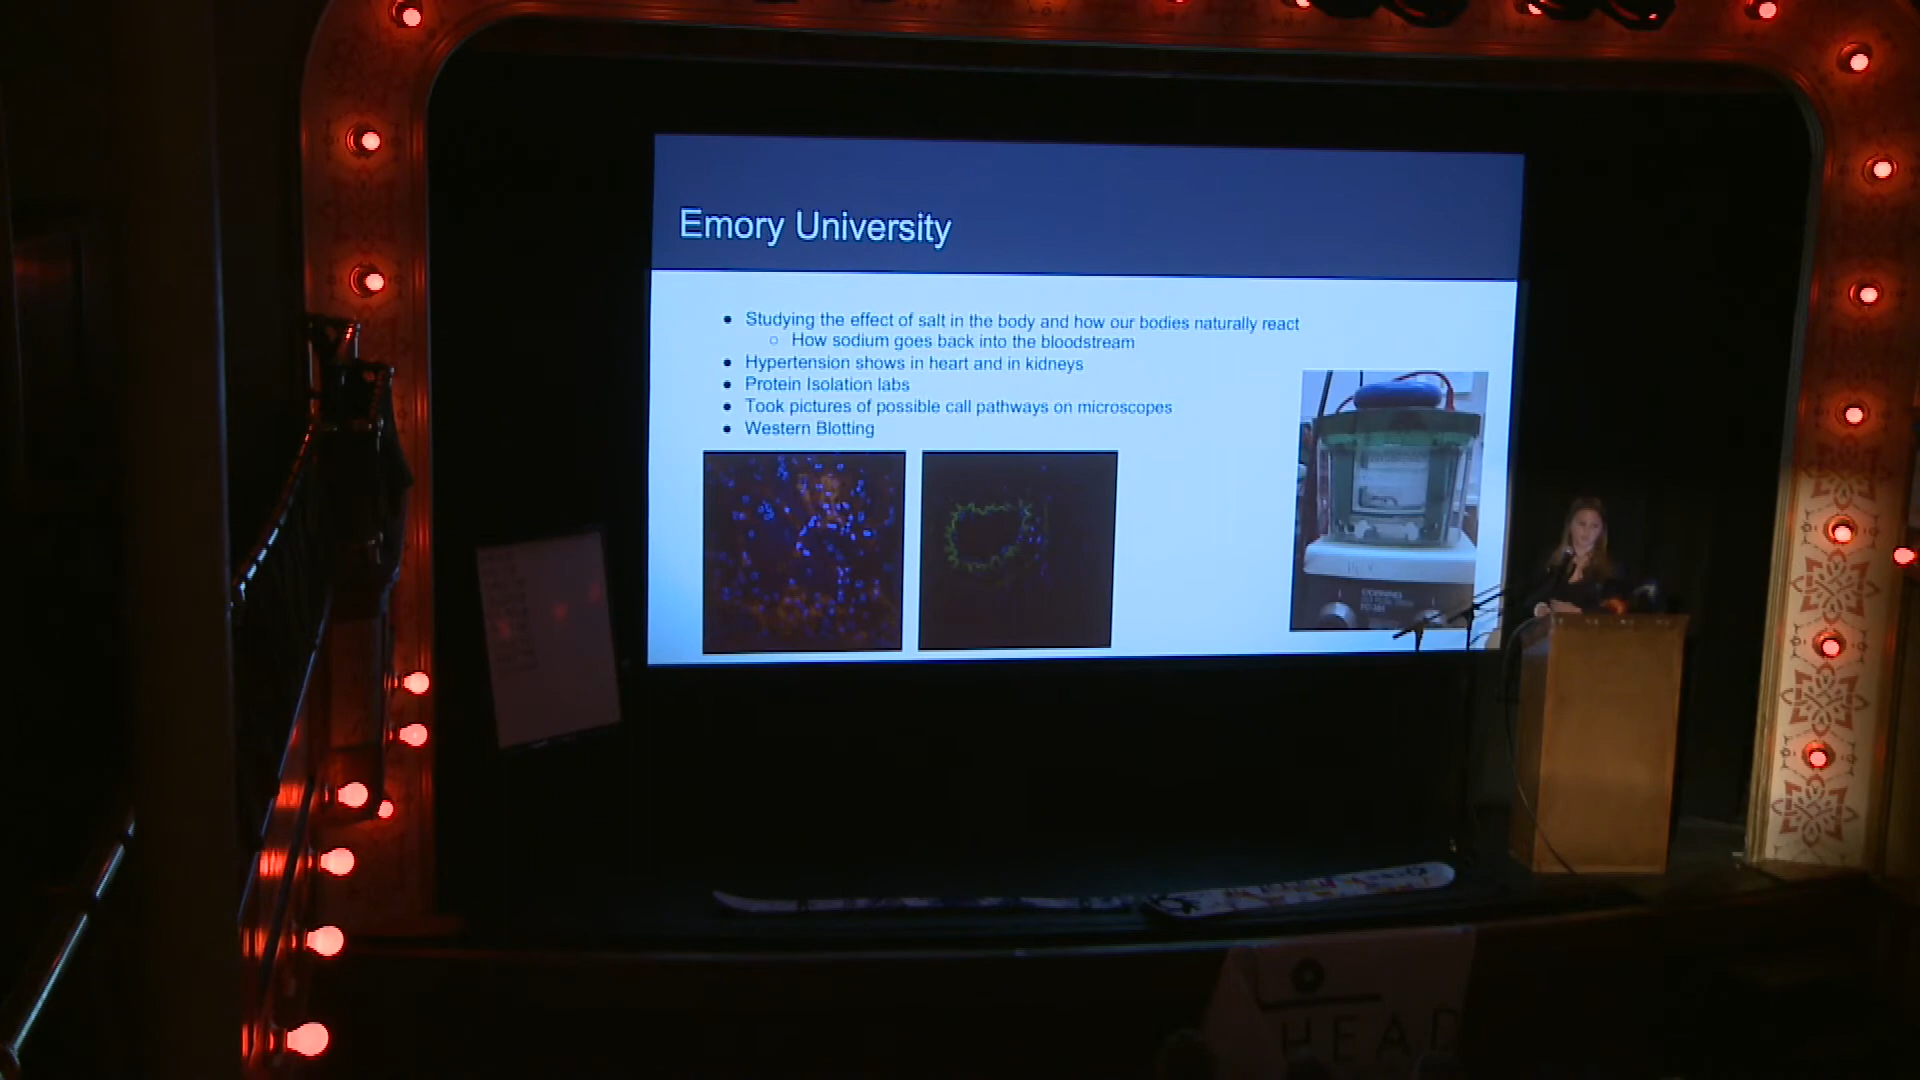 Emory University
● Studying the effect of salt in the body and how our bodies naturally react
○ How sodium goes back into the bloodstream
● Hypertension shows in heart and in kidneys
● Protein Isolation labs
● Took pictures of possible call pathways on microscopes
● Western Blotting
HEAD